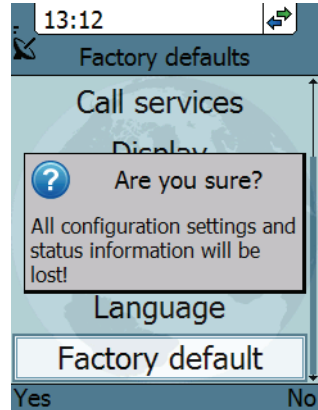 13:12
Factory defaults
Call services
Display
Are you sure?
All configuration settings and
status information will be
lost!
Language
Factory default
Yes No